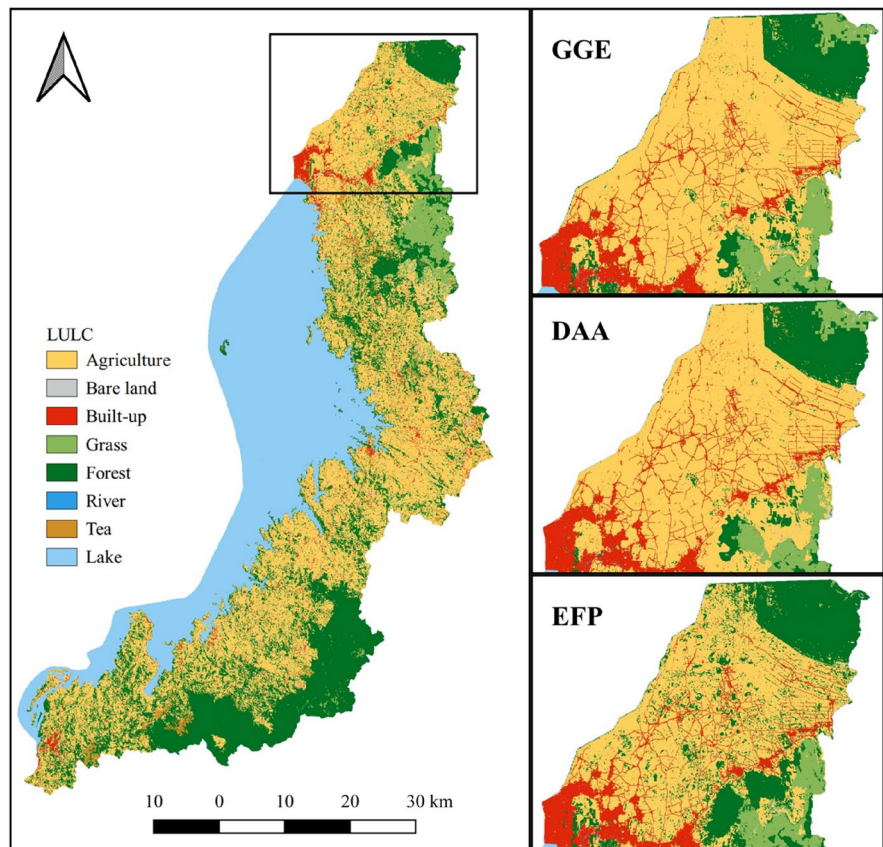 GGE
DAA
EFP
LULC
Agriculture
Bare land
Built-up
Grass
Forest
River
Tea
Lake
10 0 10 20 30 km